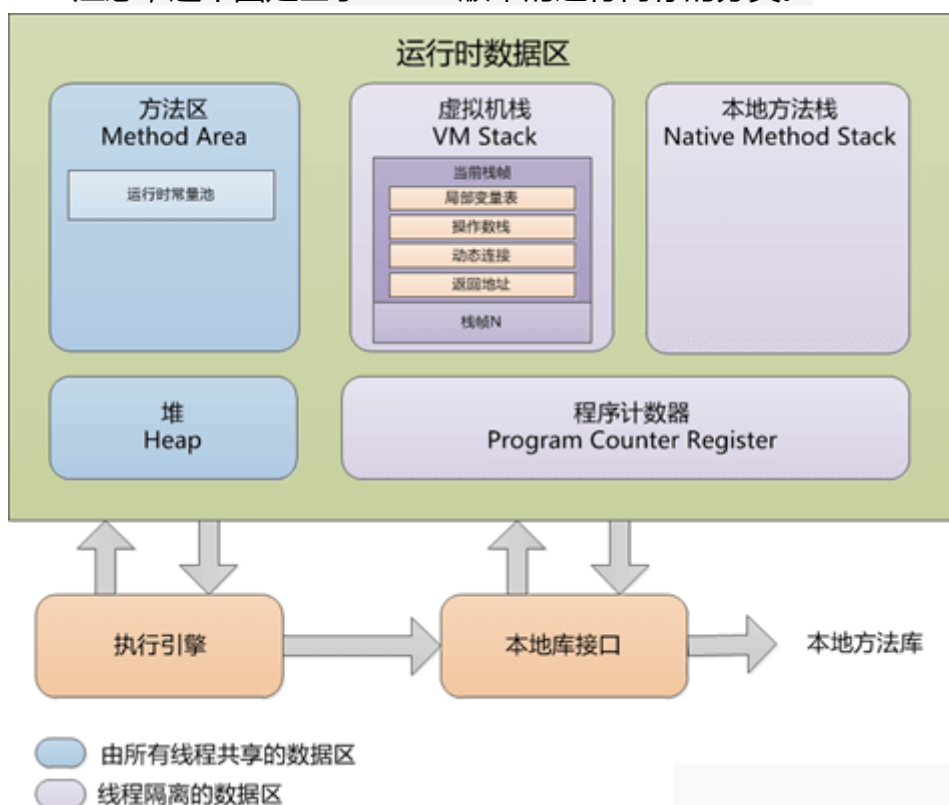 运行时数据区
方法区
Method Area
运行时常量池
虚拟机栈
VM Stack
当前栈帧
局部变量表
操作数栈
动态连接
返回地址
栈帧N
本地方法栈
Native Method Stack
堆
Heap
程序计数器
Program Counter Register
执行引擎
本地库接口
本地方法库
由所有线程共享的数据区
线程隔离的数据区